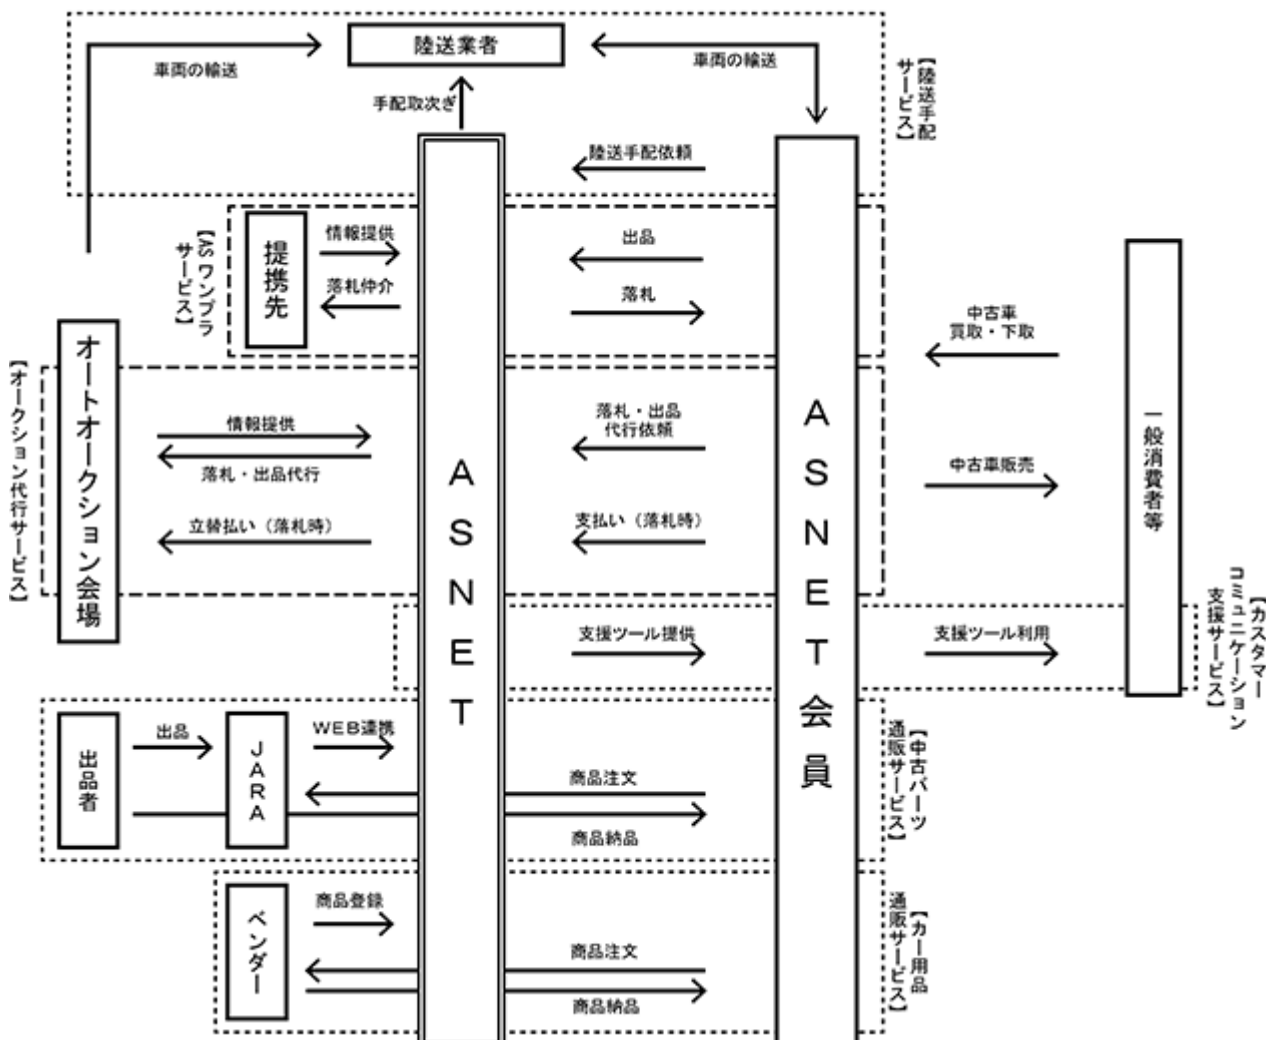 陸送業者
車両の輸送
車両の輸送
手配取次ぎ
陸送手配依頼
【陸送手配
サービス】
提携先
情報提供
落札仲介
出品
落札
【ASワンプラ
サービス】
中古車
買取・下取
中古車販売
一般消費者等
オートオークション会場
【オークション代行サービス】
情報提供
落札・出品代行
立替払い（落札時）
落札・出品
代行依頼
支払い（落札時）
ASNET
ASNET会員
支援ツール提供
支援ツール利用
【カスタマー
コミュニケーション
支援サービス】
出品者
出品
JARA
WEB連携
商品注文
商品納品
【中古パーツ
通販サービス】
ベンダー
商品登録
商品注文
商品納品
【カー用品
通販サービス】